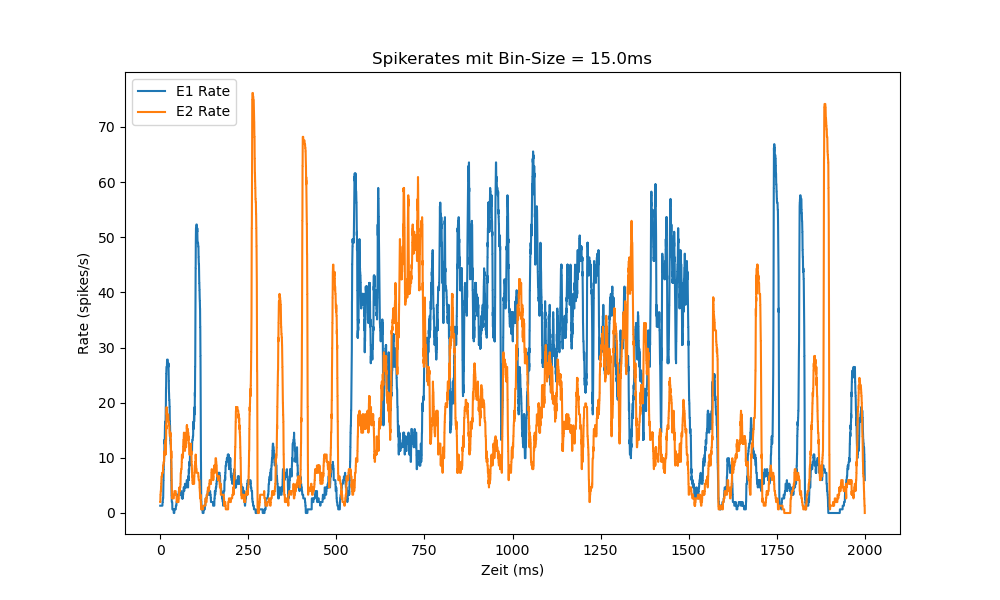 Spikerates mit Bin-Size = 15.0ms
E1 Rate
E2 Rate
Rate (spikes/s)
70
60
50
40
30
20
10
0
0 250 500 750 1000 1250 1500 1750 2000
Zeit (ms)